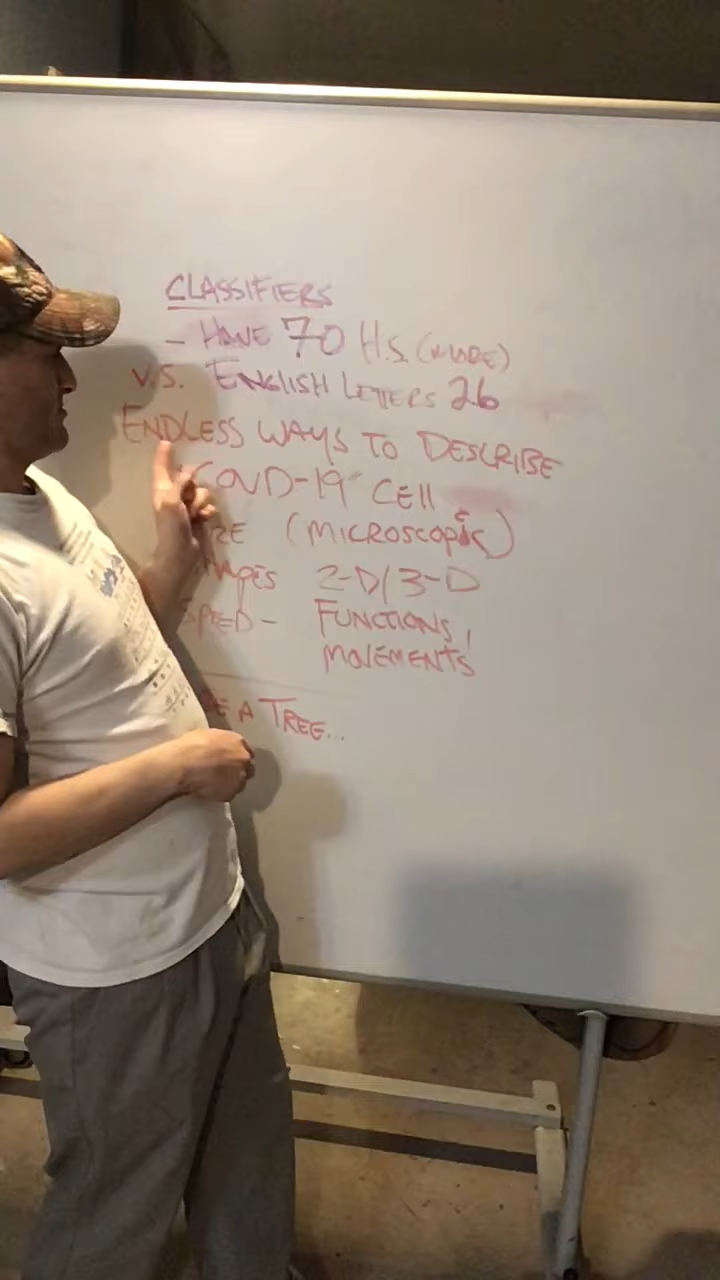 CLASSIFIERS
- HAVE 70 H.S. (MORE)
V.S. ENGLISH LETTERS 26
ENDLESS WAYS TO DESCRIBE
COVID-19 CELL
(MICROSCOPIC)
2-D/3-D
SPEED - FUNCTIONS,
MOVEMENTS
A TREE...